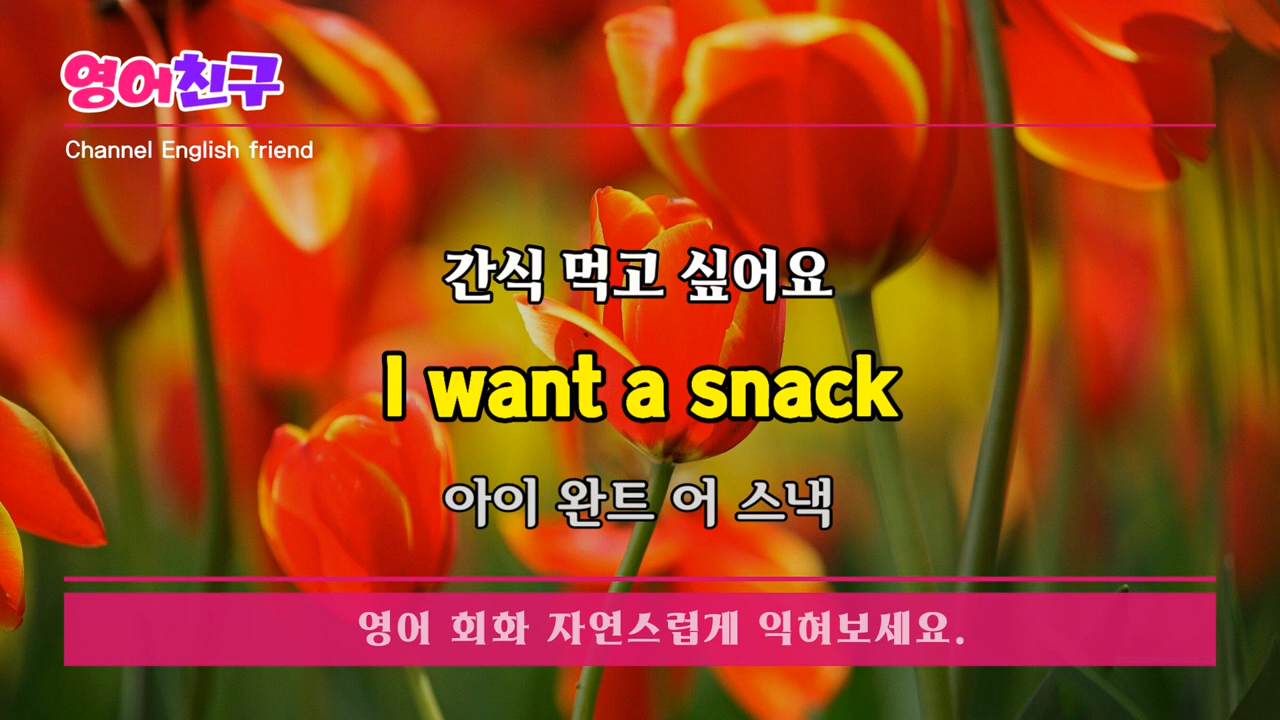 영어친구
Channel English friend
간식 먹고 싶어요
I want a snack
아이 완트 어 스낵
영어 회화 자연스럽게 익혀보세요.